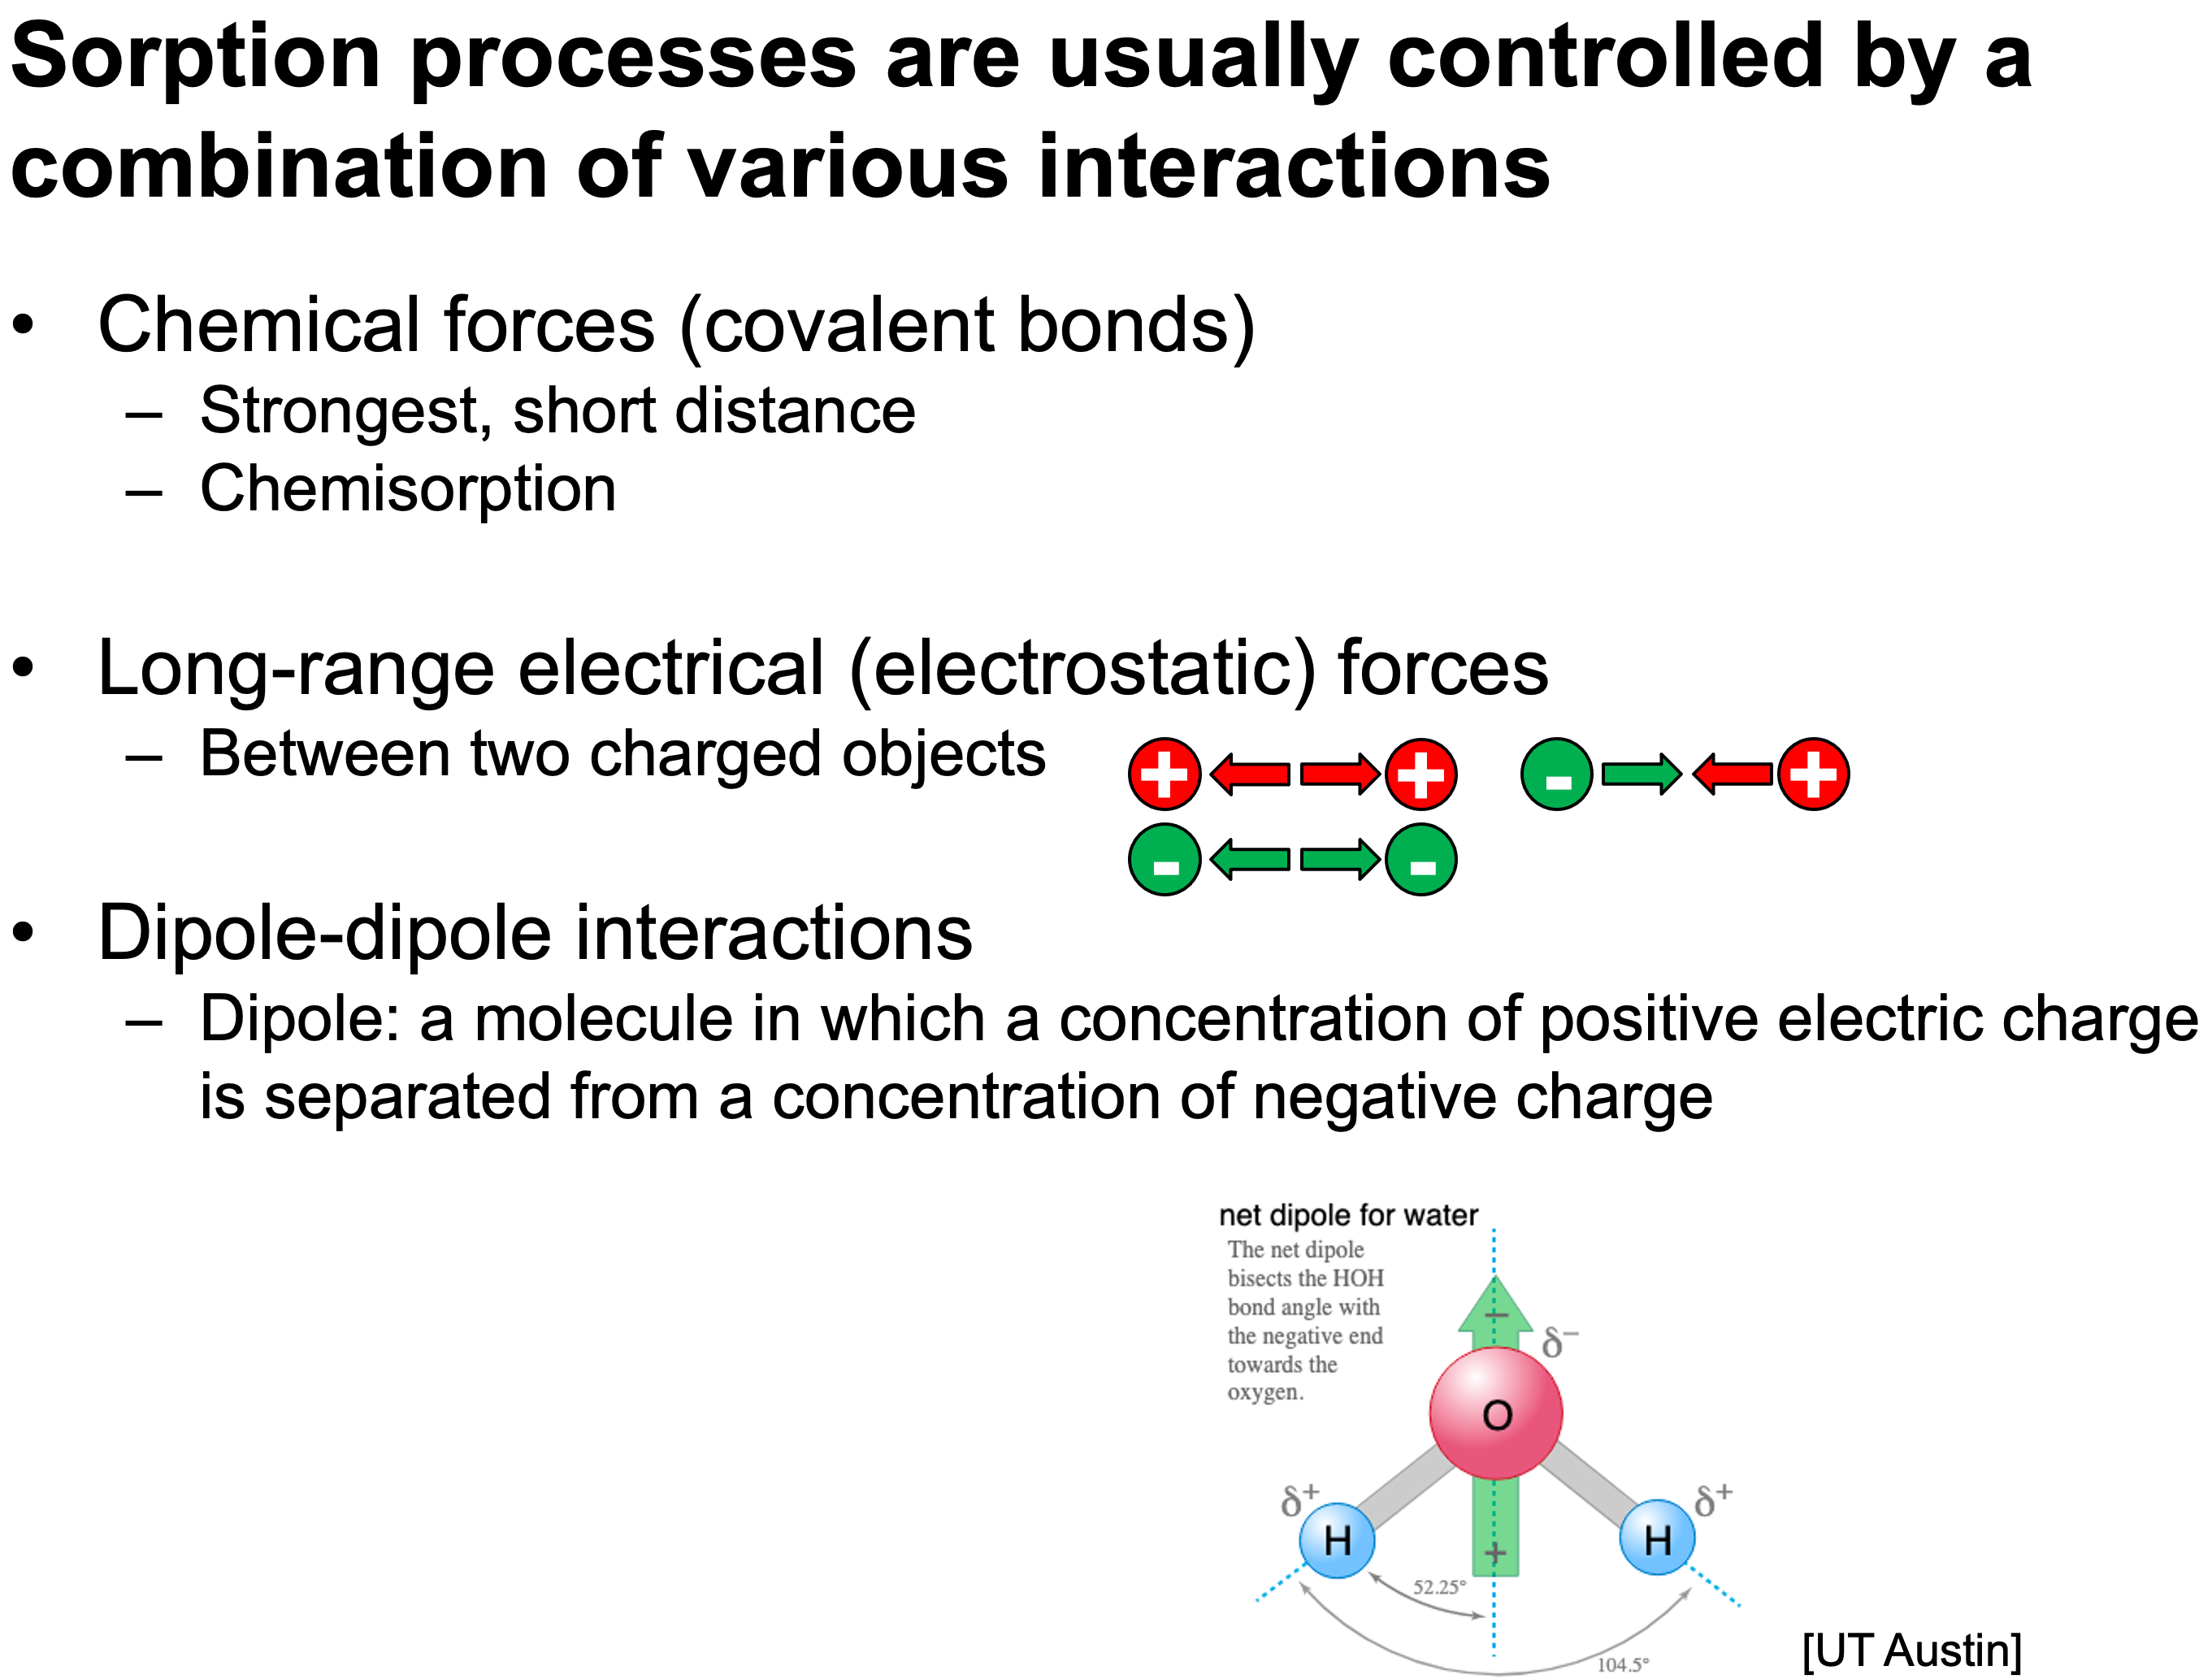 Sorption processes are usually controlled by a
combination of various interactions
• Chemical forces (covalent bonds)
– Strongest, short distance
– Chemisorption
• Long-range electrical (electrostatic) forces
– Between two charged objects
+ + - +
- -
• Dipole-dipole interactions
– Dipole: a molecule in which a concentration of positive electric charge
is separated from a concentration of negative charge
net dipole for water
The net dipole
bisects the HOH
bond angle with
the negative end
towards the
oxygen.
−
δ−
O
δ+ δ+
H H
+
52.25°
104.5°
[UT Austin]